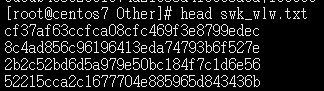 [root@centos7 Other]# head swk_wlw.txt
cf37af63ccfca08cfc469f3e8799edec
8c4ad856c96196413eda74793b6f527e
2b2c52bd6d5a979e50bc184f7c1d6e56
52215cca2c1677704e885965d843436b